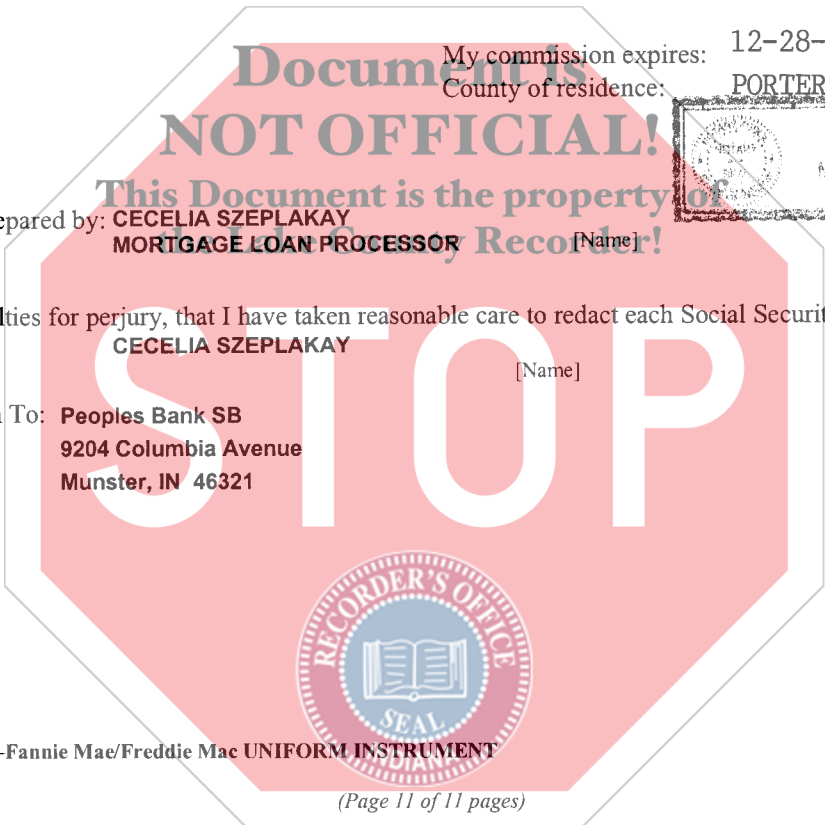 My commission expires: 12-28-
County of residence: PORTER
Document is
NOT OFFICIAL!
This Document is the property of
the Lake County Recorder!
epared by: CECELIA SZEPLAKAY
MORTGAGE LOAN PROCESSOR [Name]
lties for perjury, that I have taken reasonable care to redact each Social Securit
CECELIA SZEPLAKAY
[Name]
To: Peoples Bank SB
9204 Columbia Avenue
Munster, IN 46321
STOP
RECORDER'S OFFICE
SEAL
INDIANA
-Fannie Mae/Freddie Mac UNIFORM INSTRUMENT
(Page 11 of 11 pages)